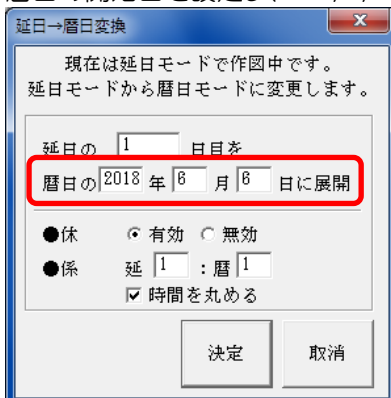 延日→暦日変換
現在は延日モードで作図中です。
延日モードから暦日モードに変更します。
延日の 1 日目を
暦日の 2018 年 6 月 6 日に展開
●休 有効 無効
●係 延 1 : 暦 1
時間を丸める
決定 取消